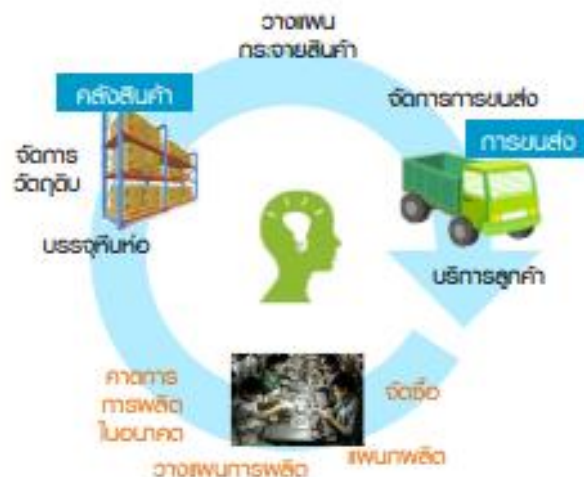 วางแผน
กระจายสินค้า
คลังสินค้า
จัดการการขนส่ง
การขนส่ง
จัดการ
วัตถุดิบ
บรรจุหีบห่อ
บริการลูกค้า
คาดการ
การผลิต
ในอนาคต
จัดซื้อ
แผนกผลิต
วางแผนการผลิต